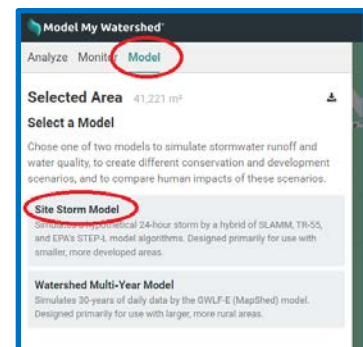 Model My Watershed®
Analyze Monitor Model
Selected Area 41,221 m²
Select a Model
Chose one of two models to simulate stormwater runoff and
water quality, to create different conservation and development
scenarios, and to compare human impacts of these scenarios.
Site Storm Model
Simulates a hypothetical 24-hour storm by a hybrid of SLAMM, TR-55,
and EPA's STEP-L model algorithms. Designed primarily for use with
smaller, more developed areas.
Watershed Multi-Year Model
Simulates 30-years of daily data by the GWLF-E (MapShed) model.
Designed primarily for use with larger, more rural areas.